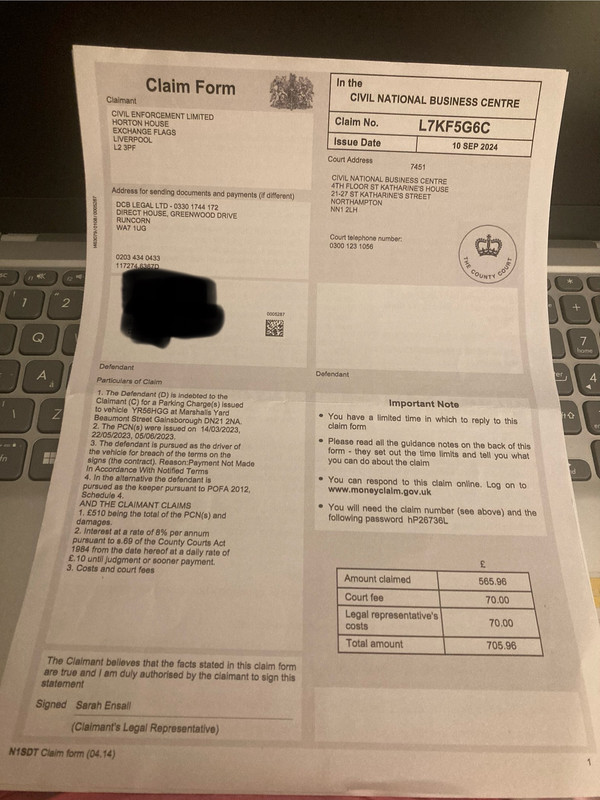 Claim Form
Claimant
CIVIL ENFORCEMENT LIMITED
HORTON HOUSE
EXCHANGE FLAGS
LIVERPOOL
L2 3PF
Address for sending documents and payments (if different)
DCB LEGAL LTD - 0330 1744 172
DIRECT HOUSE, GREENWOOD DRIVE
RUNCORN
WA7 1UG
0203 434 0433
0005287
Defendant
Particulars of Claim
1. The Defendant (D) is indebted to the
Claimant (C) for a Parking Charge(s) issued
to vehicle YR56HGG at Marshalls Yard
Beaumont Street Gainsborough DN21 2NA.
2. The PCN(s) were issued on 14/03/2023,
22/05/2023, 05/06/2023.
3. The defendant is pursued as the driver of
the vehicle for breach of the terms on the
signs (the contract). Reason:Payment Not Made
In Accordance With Notified Terms
4. In the alternative the defendant is
pursued as the keeper pursuant to POFA 2012,
Schedule 4.
AND THE CLAIMANT CLAIMS
1. £510 being the total of the PCN(s) and
damages.
2. Interest at a rate of 8% per annum
pursuant to s.69 of the County Courts Act
1984 from the date hereof at a daily rate of
£.10 until judgment or sooner payment.
3. Costs and court fees
The Claimant believes that the facts stated in this claim form
are true and I am duly authorised by the claimant to sign this
statement
Signed Sarah Ensall
(Claimant's Legal Representative)
N1SDT Claim form (04.14)
In the
CIVIL NATIONAL BUSINESS CENTRE
Claim No. L7KF5G6C
Issue Date 10 SEP 2024
Court Address
7451
CIVIL NATIONAL BUSINESS CENTRE
4TH FLOOR ST KATHARINE'S HOUSE
21-27 ST KATHARINE'S STREET
NORTHAMPTON
NN1 2LH
Court telephone number:
0300 123 1056
THE COUNTY COURT
Defendant
Important Note
• You have a limited time in which to reply to this
claim form
• Please read all the guidance notes on the back of this
form - they set out the time limits and tell you what
you can do about the claim
• You can respond to this claim online. Log on to
www.moneyclaim.gov.uk
• You will need the claim number (see above) and the
following password hP26736L
£
Amount claimed 565.96
Court fee 70.00
Legal representative's
costs 70.00
Total amount 705.96
1